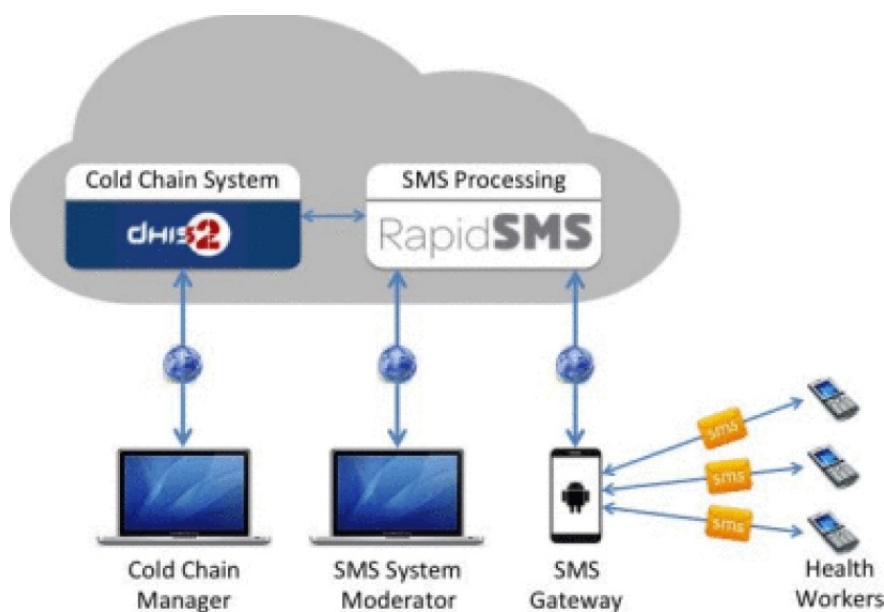 Cold Chain System
SMS Processing
dHIS2
RapidSMS
sms
sms
sms
Cold Chain
Manager
SMS System
Moderator
SMS
Gateway
Health
Workers